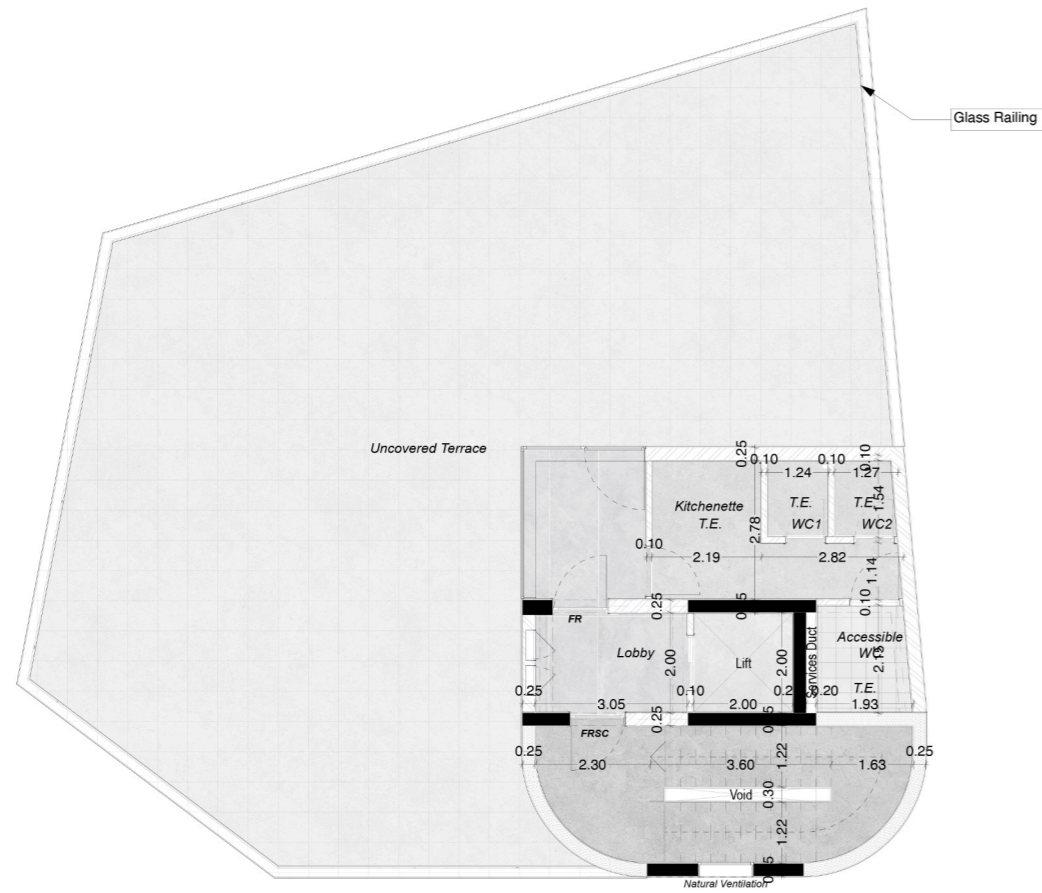 Glass Railing
Uncovered Terrace
0.25
0.10
0.10
0.10
1.24
1.27
Kitchenette
T.E.
T.E.
WC1
T.E.
WC2
1.54
2.78
0.10
2.19
2.82
1.14
0.25
0.10
FR
Lobby
2.00
Lift
2.00
Services Duct
Accessible
WC
2.15
T.E.
0.25
3.05
0.10
2.00
0.20
1.93
0.25
FRSC
0.25
2.30
3.60
1.22
1.63
0.25
Void
0.30
1.22
Natural Ventilation